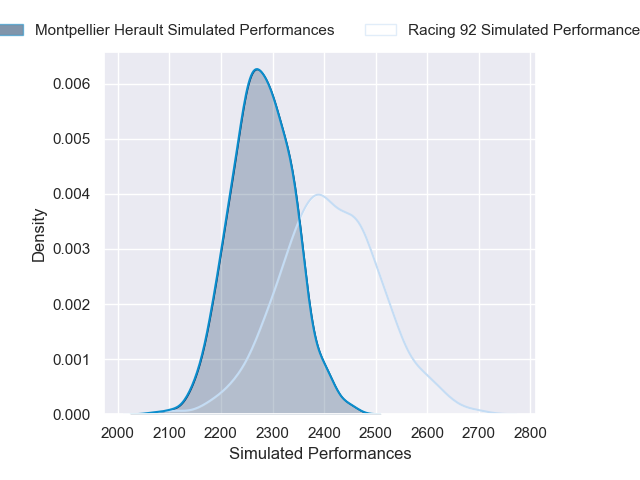 Montpellier Herault Simulated Performances
Racing 92 Simulated Performance
0.006
0.005
0.004
0.003
0.002
0.001
0.000
Density
2000 2100 2200 2300 2400 2500 2600 2700 2800
Simulated Performances